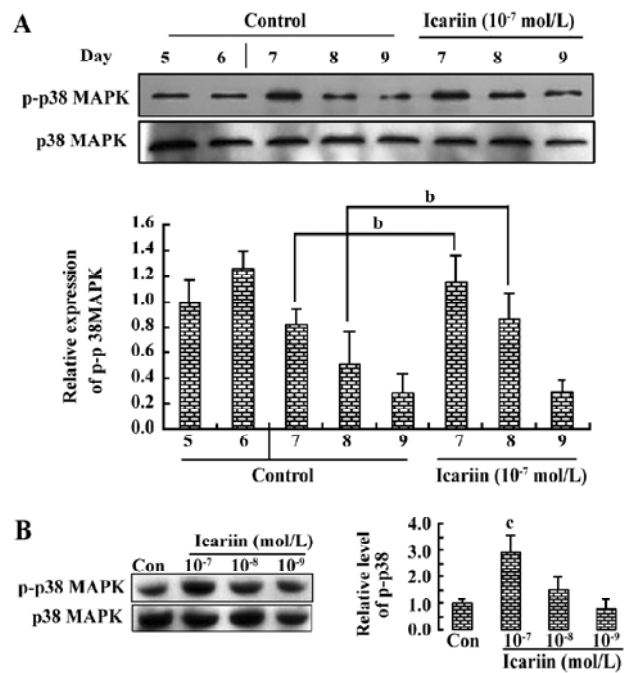 A
Control
Icariin (10⁻⁷ mol/L)
Day 5 6 7 8 9 7 8 9
p-p38 MAPK
p38 MAPK
Relative expression
of p-p 38MAPK
1.6
1.4
1.2
1.0
0.8
0.6
0.4
0.2
0.0
b
b
5 6 7 8 9 7 8 9
Control
Icariin (10⁻⁷ mol/L)
B
Icariin (mol/L)
Con 10⁻⁷ 10⁻⁸ 10⁻⁹
p-p38 MAPK
p38 MAPK
Relative level
of p-p38
4.0
3.0
2.0
1.0
0.0
c
Con 10⁻⁷ 10⁻⁸ 10⁻⁹
Icariin (mol/L)